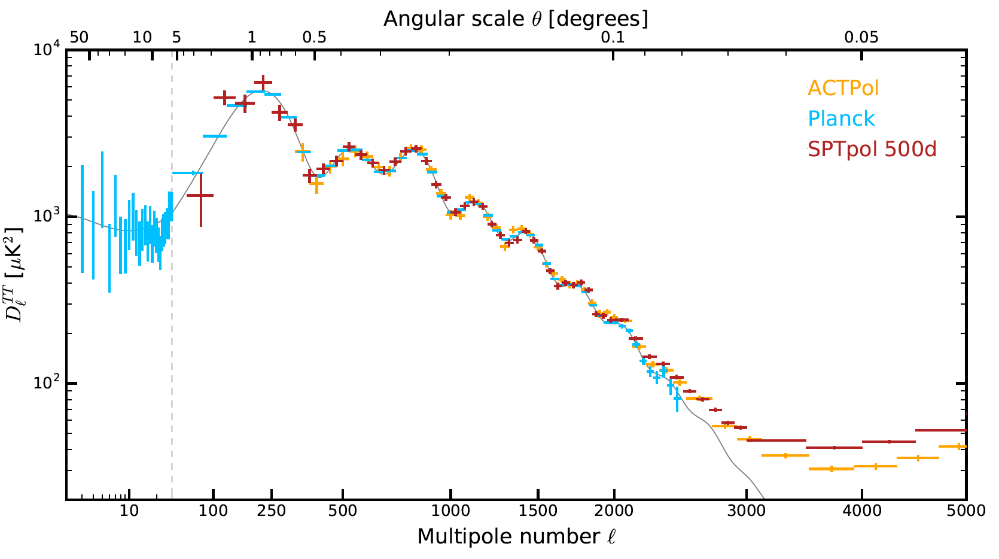 Angular scale θ [degrees]
50 10 5 1 0.5 0.1 0.05
10^4
ACTPol
Planck
SPTpol 500d
10^3
D_ℓ^{TT} [μK^2]
10^2
10 100 250 500 1000 1500 2000 3000 4000 5000
Multipole number ℓ